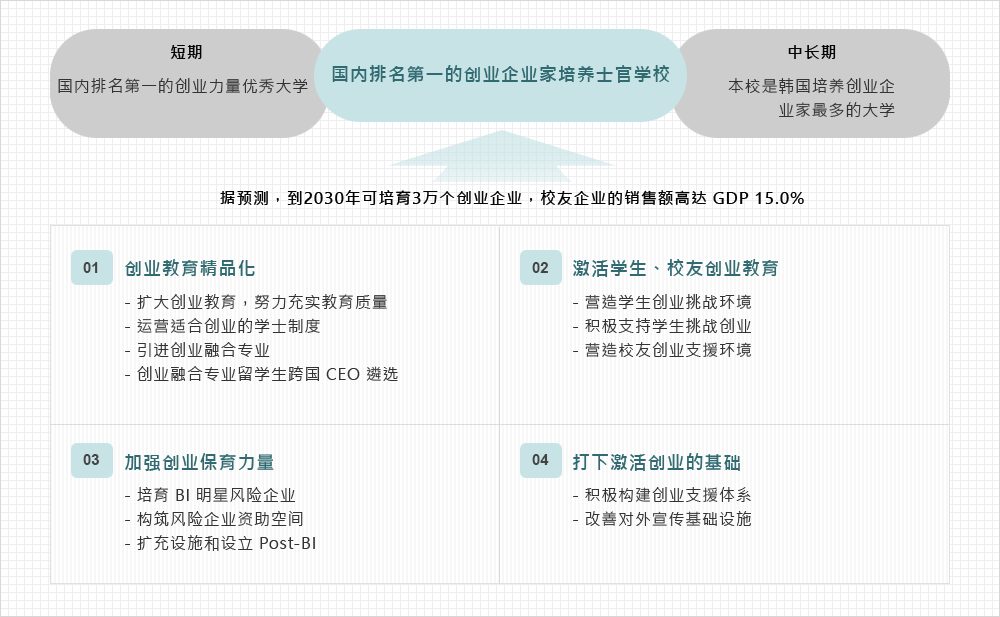 短期
国内排名第一的创业力量优秀大学
国内排名第一的创业企业家培养士官学校
中长期
本校是韩国培养创业企
业家最多的大学
据预测，到2030年可培育3万个创业企业，校友企业的销售额高达 GDP 15.0%
01 创业教育精品化
- 扩大创业教育，努力充实教育质量
- 运营适合创业的学士制度
- 引进创业融合专业
- 创业融合专业留学生跨国 CEO 遴选
02 激活学生、校友创业教育
- 营造学生创业挑战环境
- 积极支持学生挑战创业
- 营造校友创业支援环境
03 加强创业保育力量
- 培育 BI 明星风险企业
- 构筑风险企业资助空间
- 扩充设施和设立 Post-BI
04 打下激活创业的基础
- 积极构建创业支援体系
- 改善对外宣传基础设施